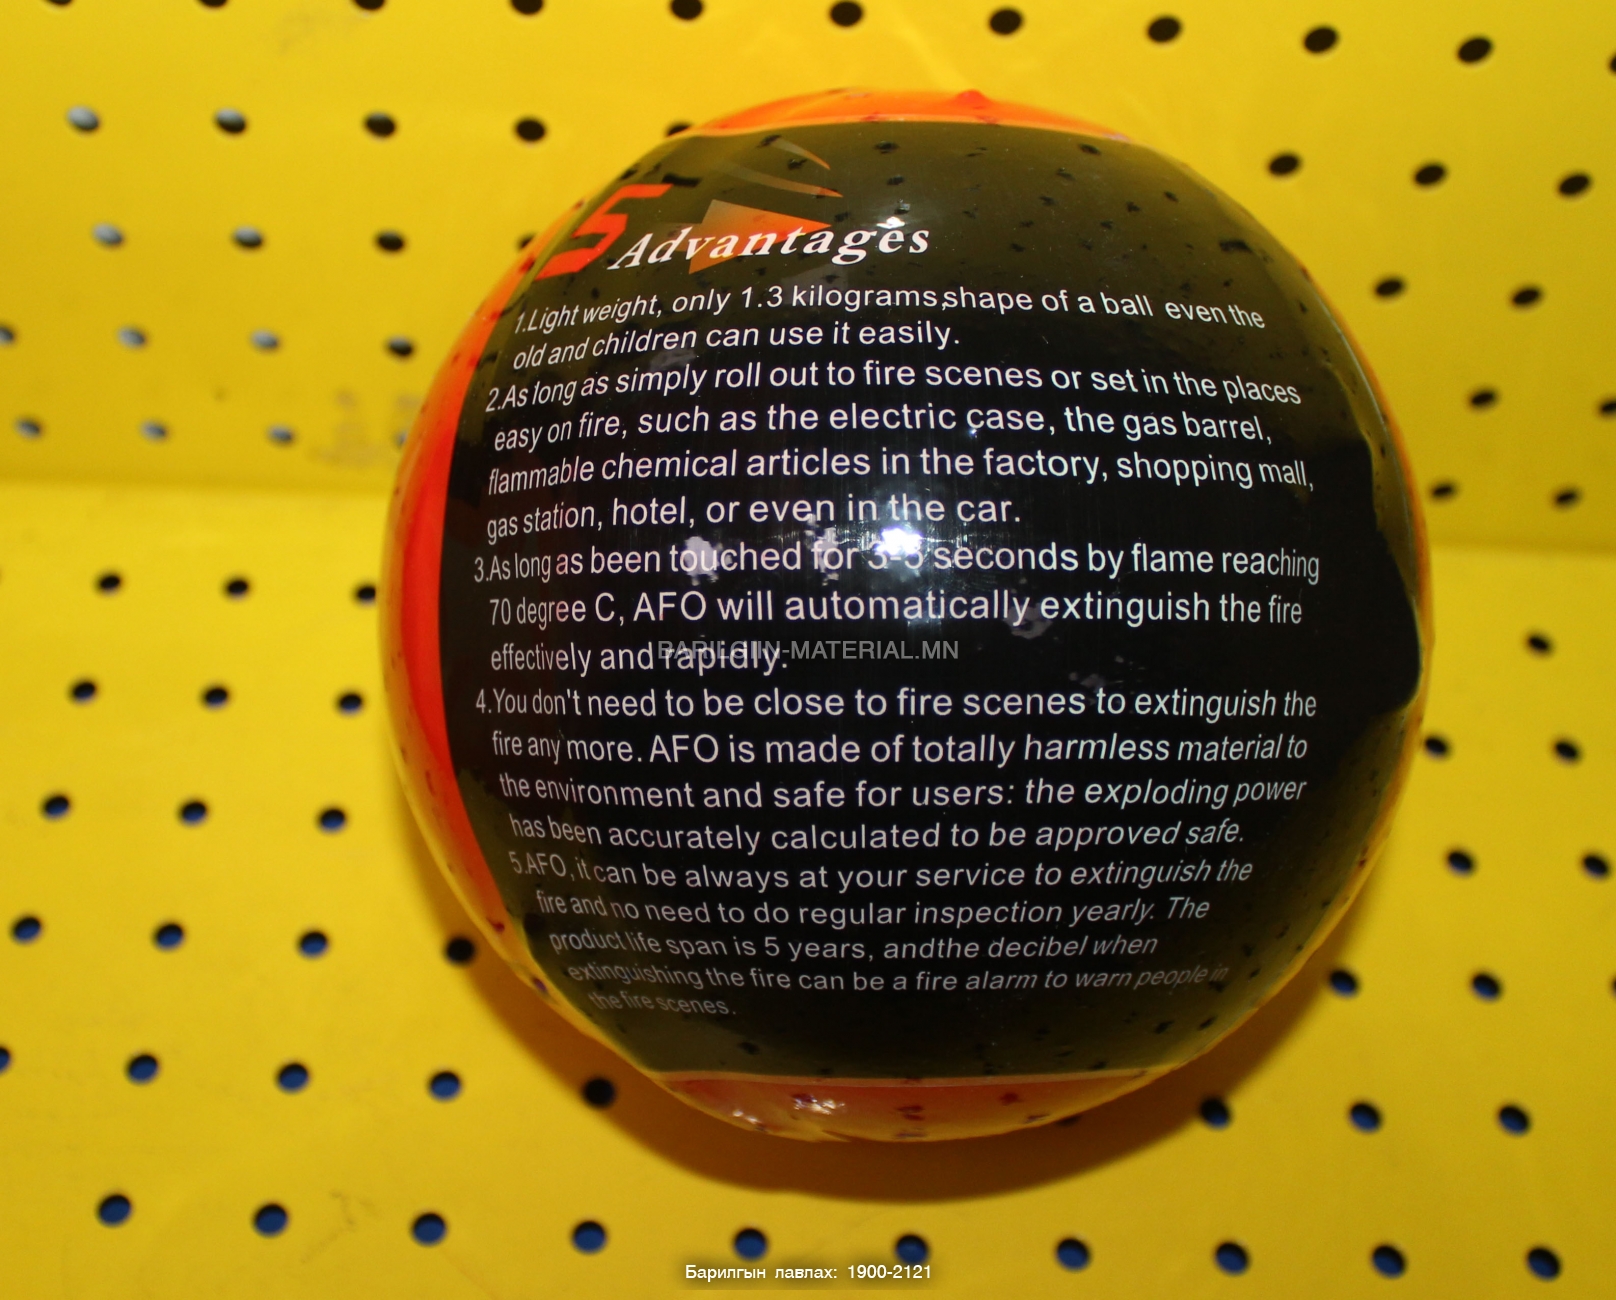 5 Advantages
1.Light weight, only 1.3 kilograms,shape of a ball even the
old and children can use it easily.
2.As long as simply roll out to fire scenes or set in the places
easy on fire, such as the electric case, the gas barrel,
flammable chemical articles in the factory, shopping mall,
gas station, hotel, or even in the car.
3.As long as been touched for 3-5 seconds by flame reaching
70 degree C, AFO will automatically extinguish the fire
effectively and rapidly.
BARILGIIN-MATERIAL.MN
4.You don't need to be close to fire scenes to extinguish the
fire any more. AFO is made of totally harmless material to
the environment and safe for users: the exploding power
has been accurately calculated to be approved safe.
5.AFO, it can be always at your service to extinguish the
fire and no need to do regular inspection yearly. The
product life span is 5 years, andthe decibel when
extinguishing the fire can be a fire alarm to warn people in
the fire scenes.
Барилгын лавлах: 1900-2121